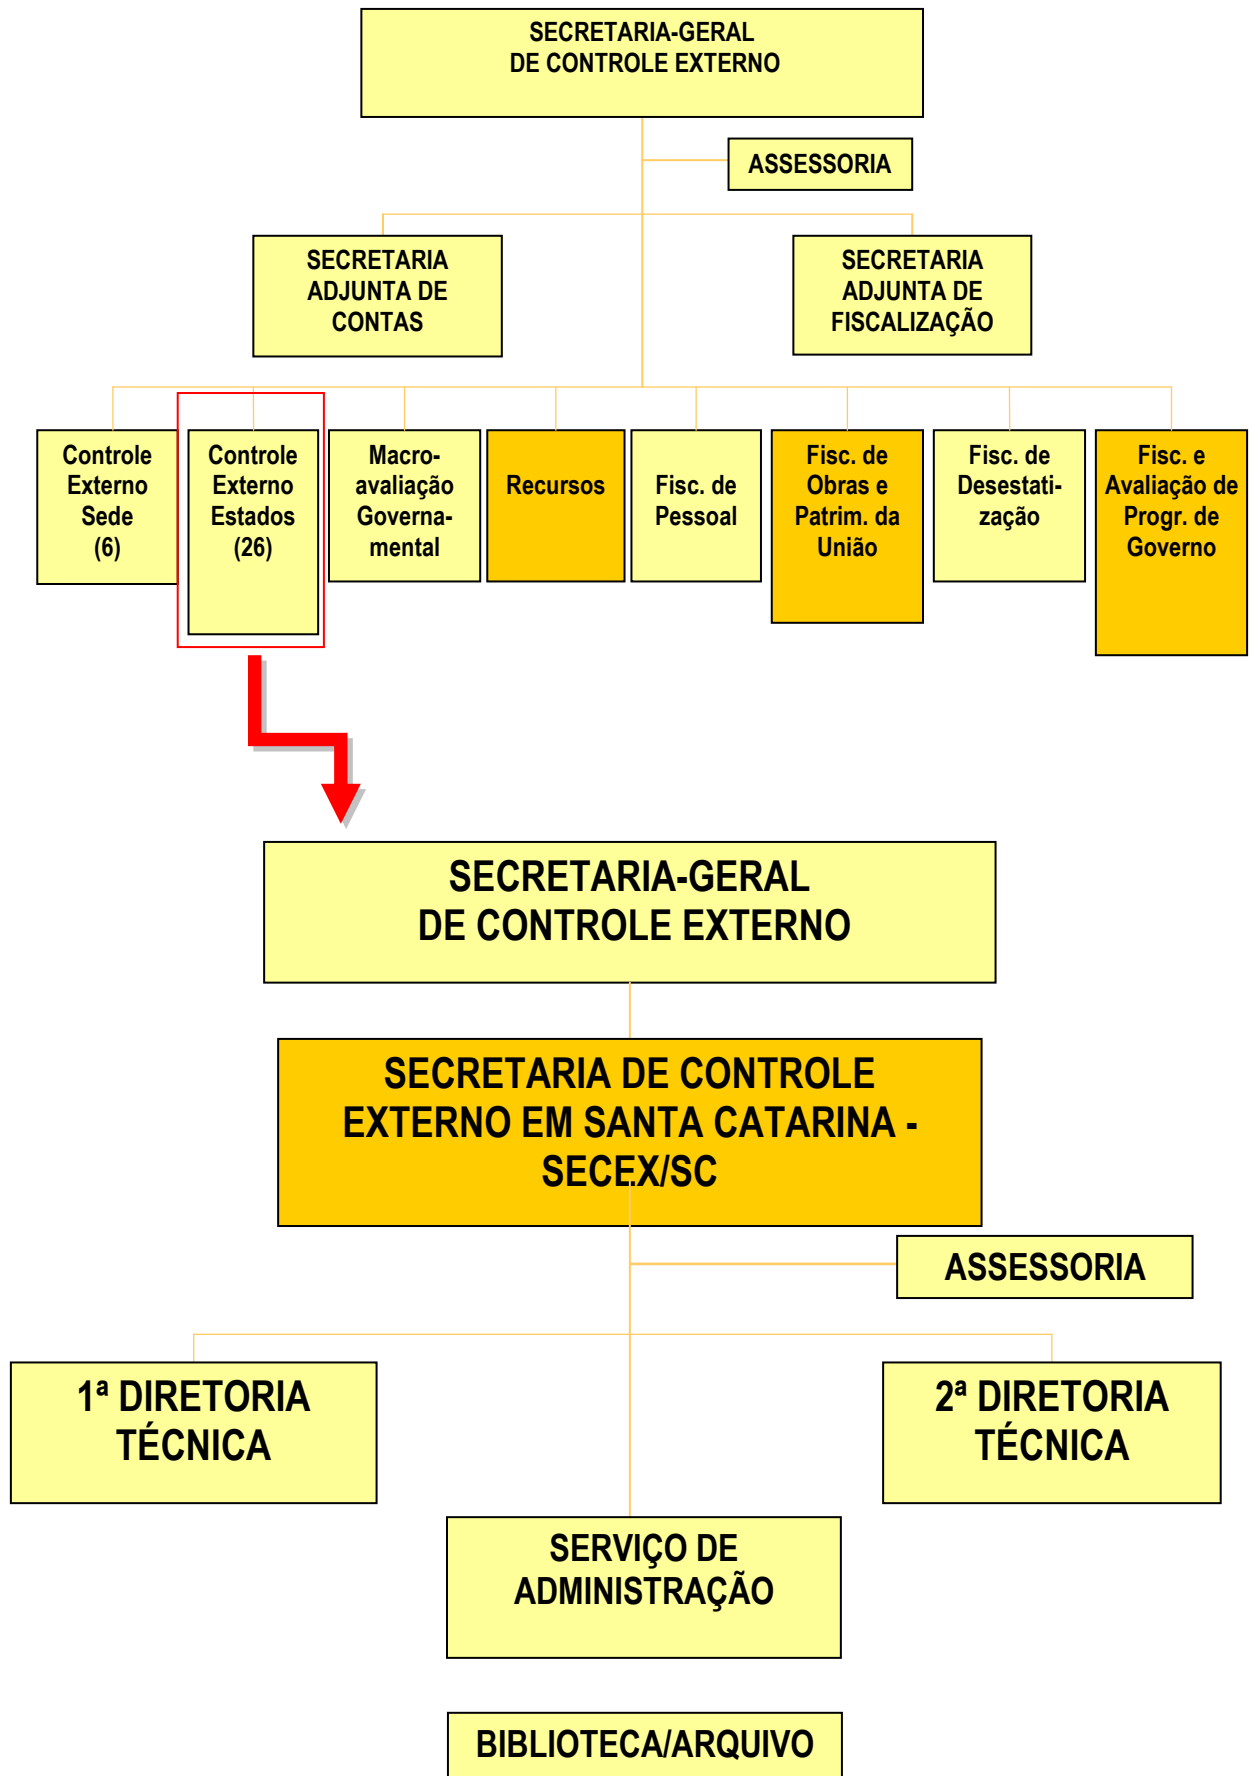 SECRETARIA-GERAL
DE CONTROLE EXTERNO
ASSESSORIA
SECRETARIA
ADJUNTA DE
CONTAS
SECRETARIA
ADJUNTA DE
FISCALIZAÇÃO
Controle
Externo
Sede
(6)
Controle
Externo
Estados
(26)
Macro-
avaliação
Governa-
mental
Recursos
Fisc. de
Pessoal
Fisc. de
Obras e
Patrim. da
União
Fisc. de
Desestati-
zação
Fisc. e
Avaliação de
Progr. de
Governo
SECRETARIA-GERAL
DE CONTROLE EXTERNO
SECRETARIA DE CONTROLE
EXTERNO EM SANTA CATARINA -
SECEX/SC
ASSESSORIA
1ª DIRETORIA
TÉCNICA
2ª DIRETORIA
TÉCNICA
SERVIÇO DE
ADMINISTRAÇÃO
BIBLIOTECA/ARQUIVO